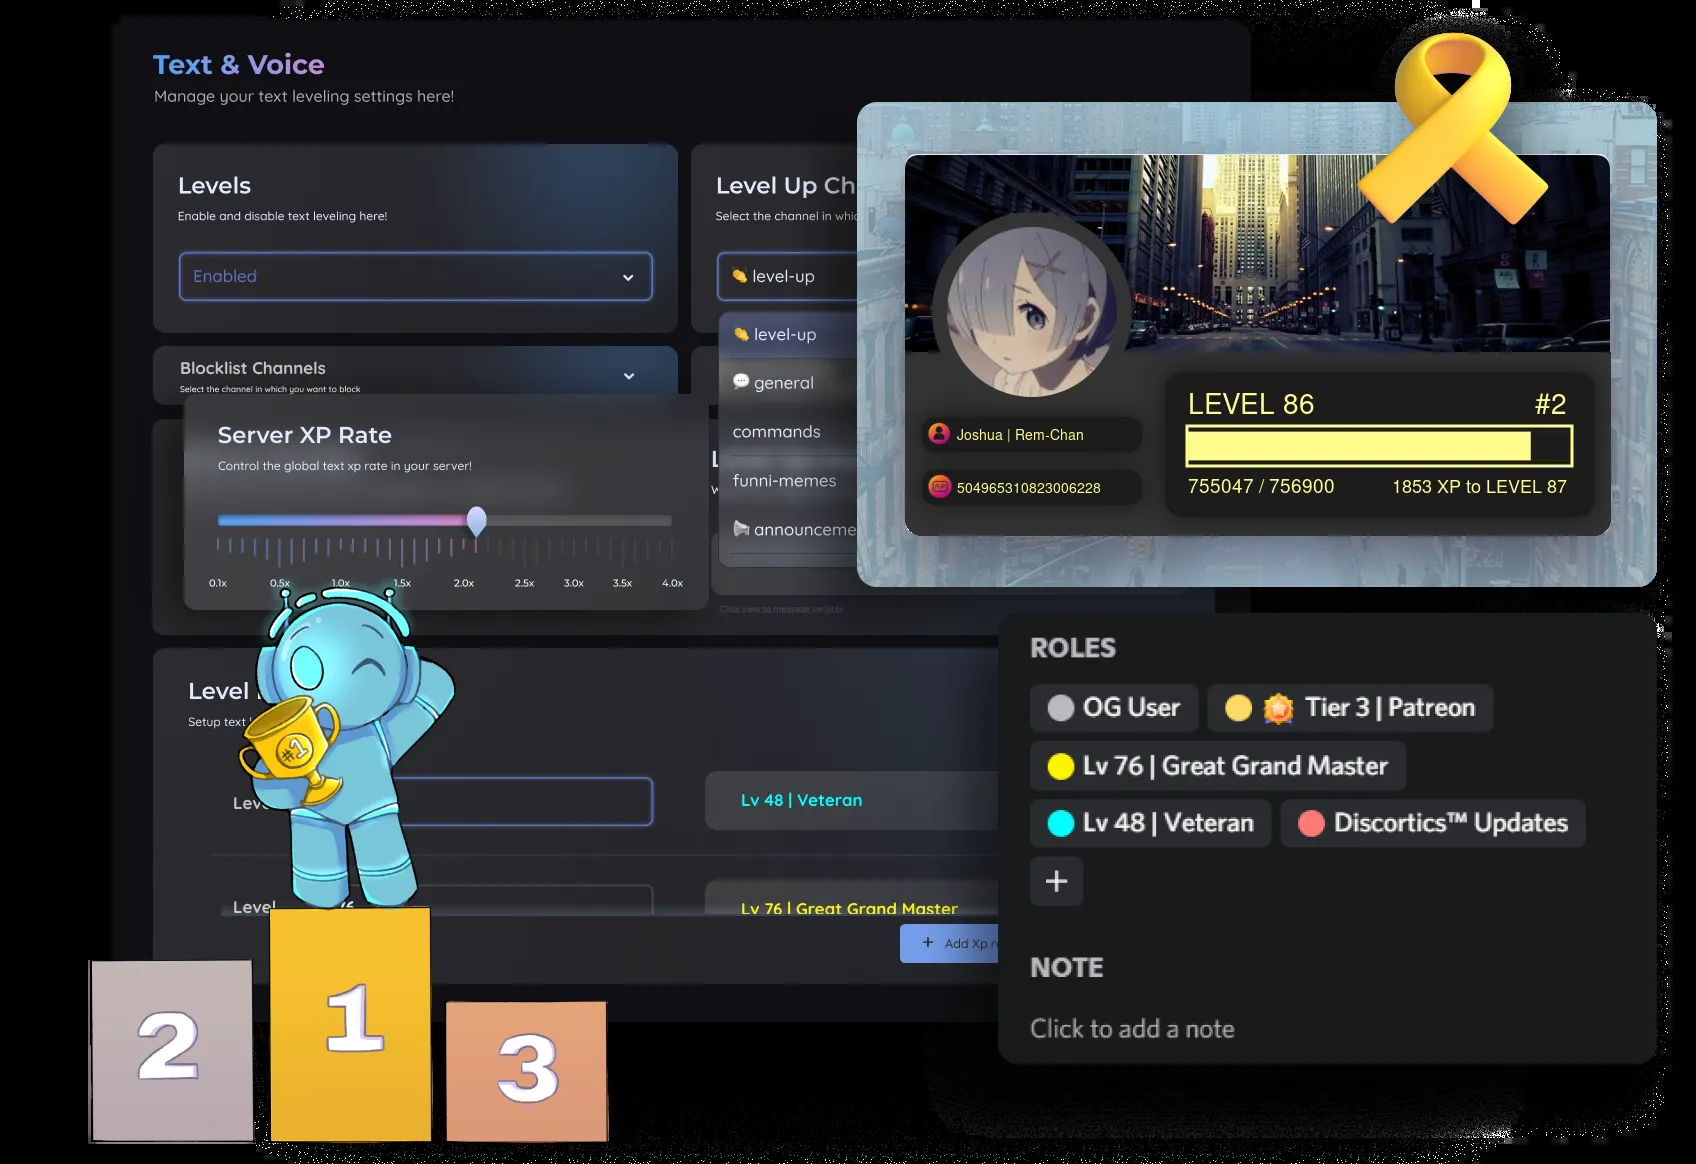 Text & Voice
Manage your text leveling settings here!
Levels
Enable and disable text leveling here!
Enabled
Level Up Ch
Select the channel in whic
level-up
level-up
general
commands
funni-memes
announceme
Blocklist Channels
Select the channel in which you want to block
Server XP Rate
Control the global text xp rate in your server!
0.1x 0.5x 1.0x 1.5x 2.0x 2.5x 3.0x 3.5x 4.0x
Click view to message variable
Level
Setup text
#1
Lv 48 | Veteran
Level
Lv 76 | Great Grand Master
+ Add Xp r
2
1
3
Joshua | Rem-Chan
504965310823006228
LEVEL 86 #2
755047 / 756900 1853 XP to LEVEL 87
ROLES
OG User Tier 3 | Patreon
Lv 76 | Great Grand Master
Lv 48 | Veteran Discortics™ Updates
+
NOTE
Click to add a note